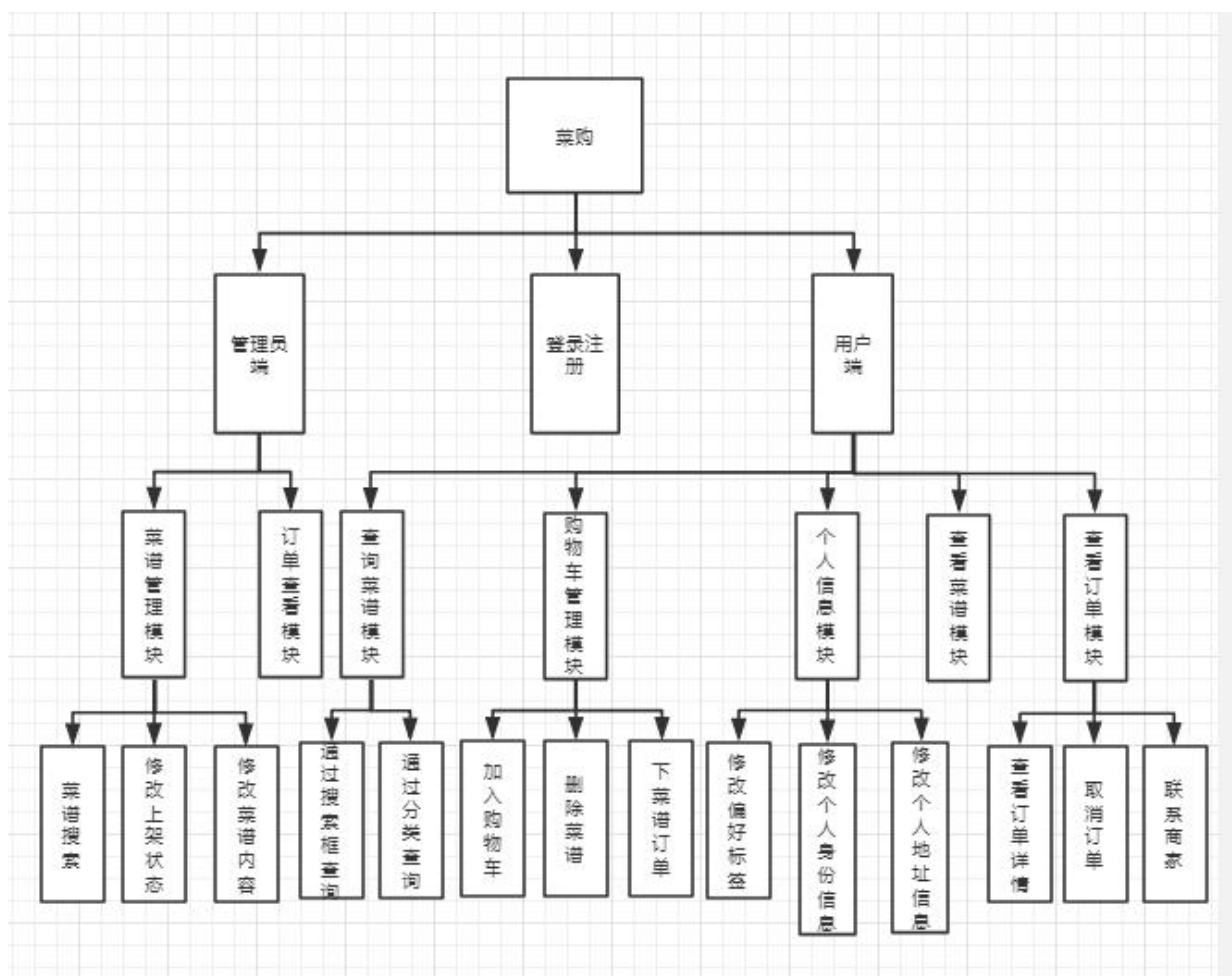 菜购
管理员
端
登录注
册
用户
端
菜谱管理模块
订单查看模块
查询菜谱模块
购物车管理模块
个人信息模块
查看菜谱模块
查看订单模块
菜谱搜索
修改上架状态
修改菜谱内容
通过搜索框查询
通过分类查询
加入购物车
删除菜谱
下菜谱订单
修改偏好标签
修改个人身份信息
修改个人地址信息
查看订单详情
取消订单
联系商家